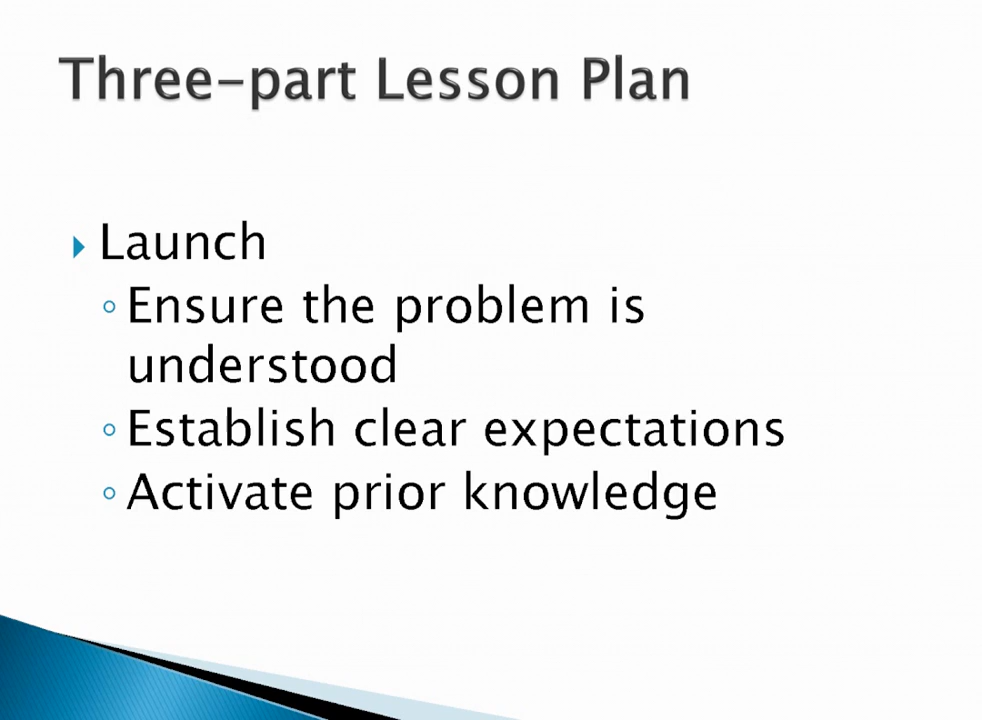 Three-part Lesson Plan
Launch
Ensure the problem is
understood
Establish clear expectations
Activate prior knowledge